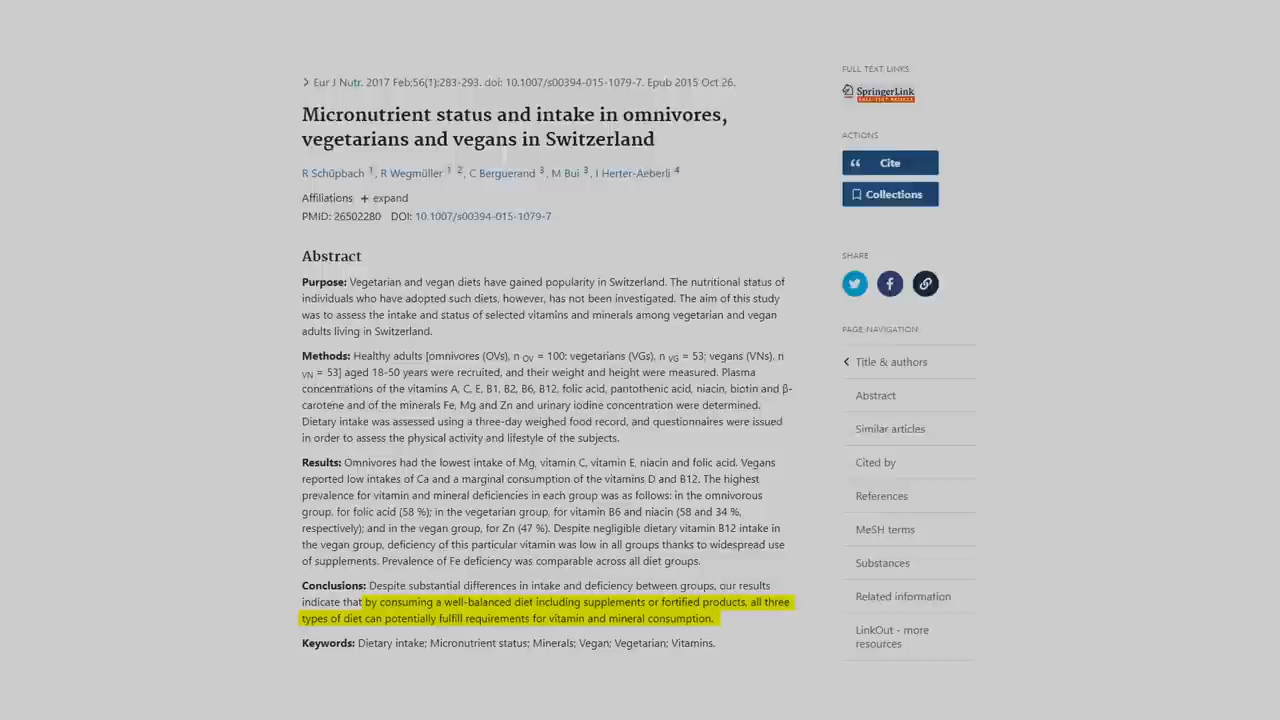 Eur J Nutr. 2017 Feb;56(1):283-293. doi: 10.1007/s00394-015-1079-7. Epub 2015 Oct 26.
Micronutrient status and intake in omnivores,
vegetarians and vegans in Switzerland
R Schüpbach 1, R Wegmüller 1 2, C Berguerand 3, M Bui 3, I Herter-Aeberli 4
Affiliations + expand
PMID: 26502280 DOI: 10.1007/s00394-015-1079-7
Abstract
Purpose: Vegetarian and vegan diets have gained popularity in Switzerland. The nutritional status of
individuals who have adopted such diets, however, has not been investigated. The aim of this study
was to assess the intake and status of selected vitamins and minerals among vegetarian and vegan
adults living in Switzerland.
Methods: Healthy adults [omnivores (OVs), n OV = 100; vegetarians (VGs), n VG = 53; vegans (VNs), n
VN = 53] aged 18-50 years were recruited, and their weight and height were measured. Plasma
concentrations of the vitamins A, C, E, B1, B2, B6, B12, folic acid, pantothenic acid, niacin, biotin and β-
carotene and of the minerals Fe, Mg and Zn and urinary iodine concentration were determined.
Dietary intake was assessed using a three-day weighed food record, and questionnaires were issued
in order to assess the physical activity and lifestyle of the subjects.
Results: Omnivores had the lowest intake of Mg, vitamin C, vitamin E, niacin and folic acid. Vegans
reported low intakes of Ca and a marginal consumption of the vitamins D and B12. The highest
prevalence for vitamin and mineral deficiencies in each group was as follows: in the omnivorous
group, for folic acid (58 %); in the vegetarian group, for vitamin B6 and niacin (58 and 34 %,
respectively); and in the vegan group, for Zn (47 %). Despite negligible dietary vitamin B12 intake in
the vegan group, deficiency of this particular vitamin was low in all groups thanks to widespread use
of supplements. Prevalence of Fe deficiency was comparable across all diet groups.
Conclusions: Despite substantial differences in intake and deficiency between groups, our results
indicate that by consuming a well-balanced diet including supplements or fortified products, all three
types of diet can potentially fulfill requirements for vitamin and mineral consumption.
Keywords: Dietary intake; Micronutrient status; Minerals; Vegan; Vegetarian; Vitamins.
FULL TEXT LINKS
SpringerLink
FULL-TEXT ARTICLE
ACTIONS
Cite
Collections
SHARE
PAGE NAVIGATION
Title & authors
Abstract
Similar articles
Cited by
References
MeSH terms
Substances
Related information
LinkOut - more
resources